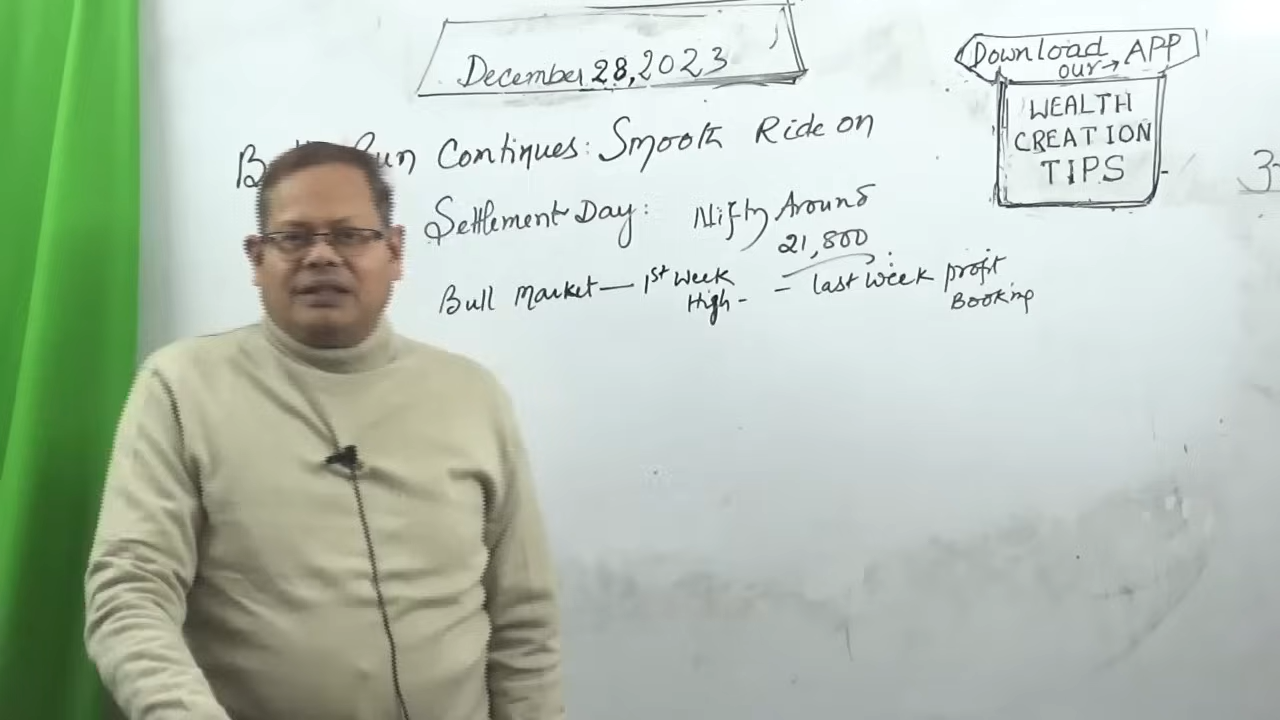 December 28, 2023
Download
our → APP
WEALTH
CREATION
TIPS
Run Continues: Smooth Ride on
Settlement Day: Nifty Around
21,800
Bull Market — 1st Week
High - - last week profit
Booking